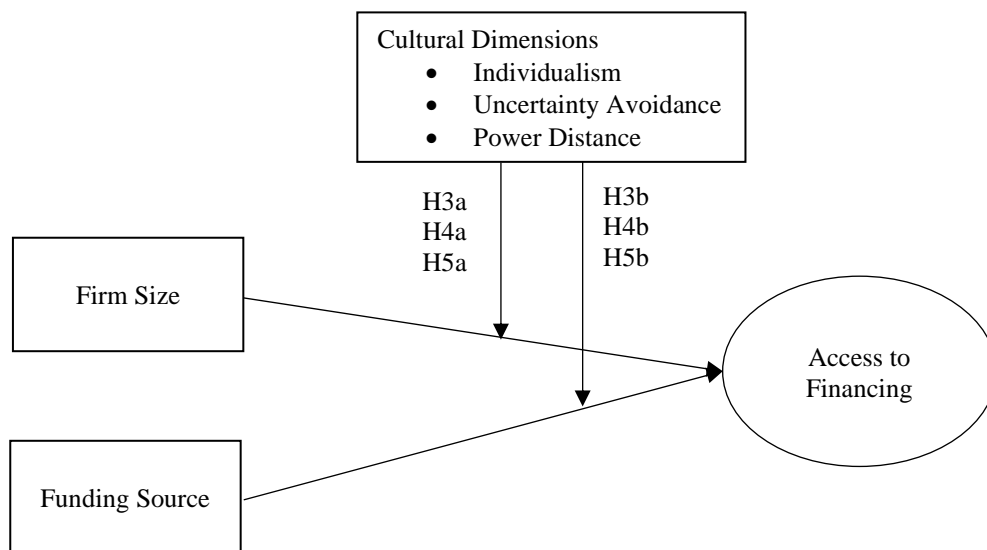 Cultural Dimensions
• Individualism
• Uncertainty Avoidance
• Power Distance
H3a
H4a
H5a
H3b
H4b
H5b
Firm Size
Access to
Financing
Funding Source